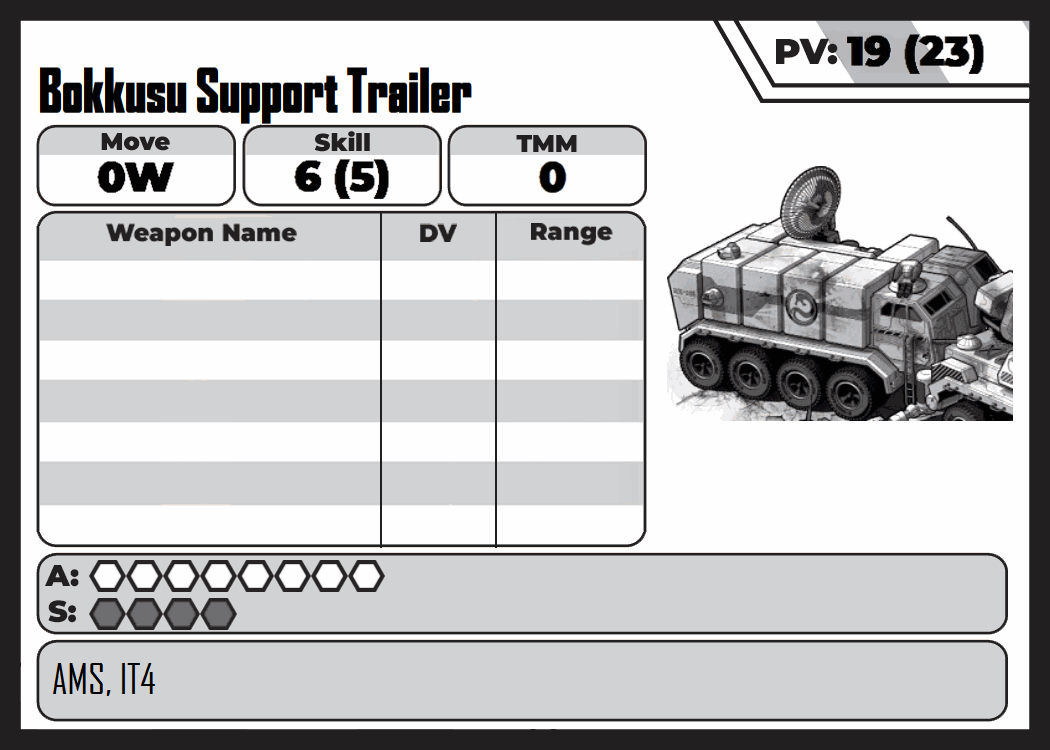 PV: 19 (23)
Bokkusu Support Trailer
Move Skill TMM
0W 6 (5) 0
Weapon Name DV Range
A:
S:
AMS, IT4